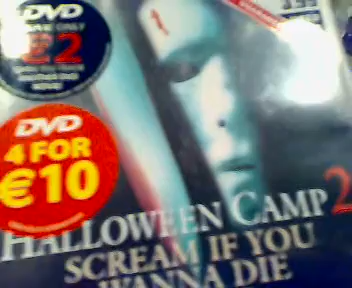 DVD
€2
DVD
4 FOR
€10
HALLOWEEN CAMP 2
SCREAM IF YOU
WANNA DIE